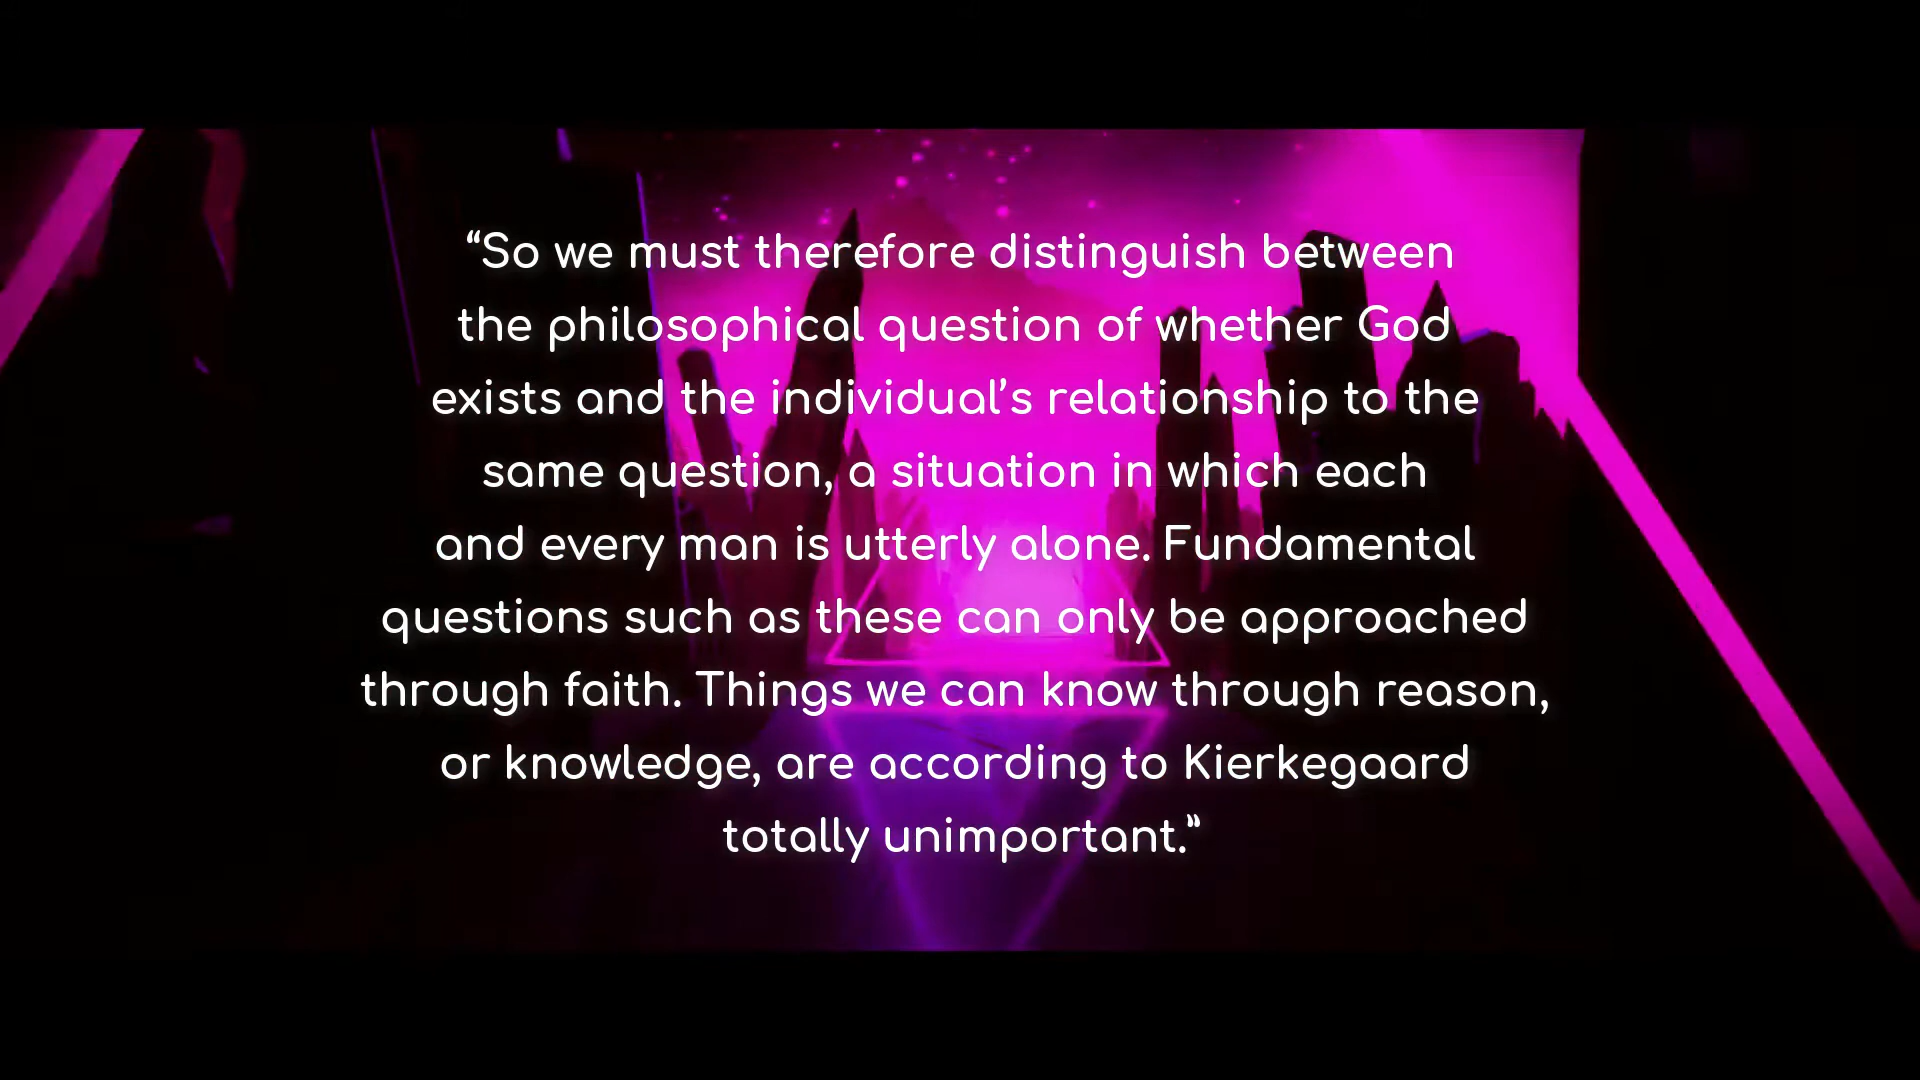 “So we must therefore distinguish between
the philosophical question of whether God
exists and the individual’s relationship to the
same question, a situation in which each
and every man is utterly alone. Fundamental
questions such as these can only be approached
through faith. Things we can know through reason,
or knowledge, are according to Kierkegaard
totally unimportant.”